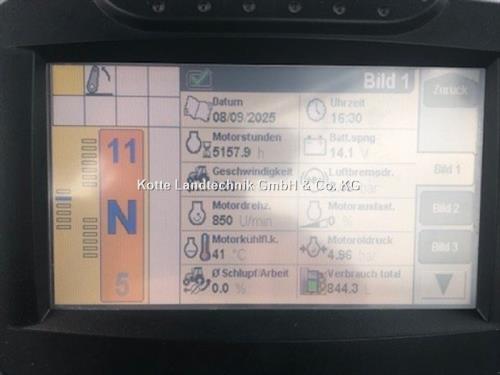 Bild 1
Zurück
Datum
08/09/2025
Uhrzeit
16:30
Motorstunden
5157.9 h
Batt.spng
14.1 V
Geschwindigkeit
Luftbremsdr.
Kotte Landtechnik GmbH & Co. KG
Bild 1
11
N
5
Motordrehz.
850 U/min
Motorauslast.
0 %
Bild 2
Motorkühlfl.k.
41 °C
Motoröldruck
4.96 bar
Bild 3
Ø Schlupf/Arbeit
0.0 %
Verbrauch total
844.3 L